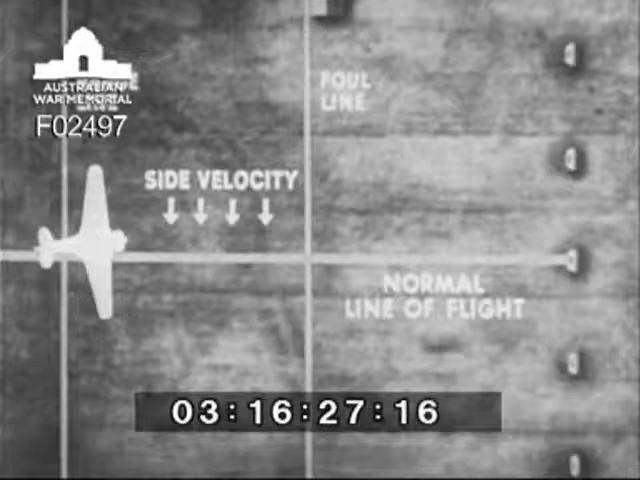 AUSTRALIAN
WAR MEMORIAL
F02497
FOUL
LINE
SIDE VELOCITY
NORMAL
LINE OF FLIGHT
03:16:27:16